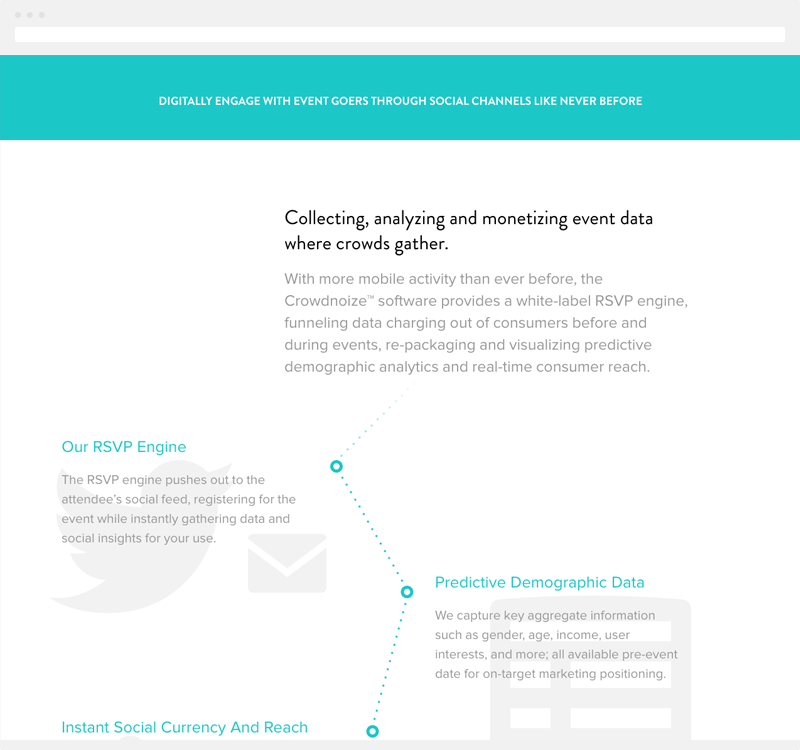 DIGITALLY ENGAGE WITH EVENT GOERS THROUGH SOCIAL CHANNELS LIKE NEVER BEFORE
Collecting, analyzing and monetizing event data
where crowds gather.
With more mobile activity than ever before, the
Crowdnoize™ software provides a white-label RSVP engine,
funneling data charging out of consumers before and
during events, re-packaging and visualizing predictive
demographic analytics and real-time consumer reach.
Our RSVP Engine
The RSVP engine pushes out to the
attendee’s social feed, registering for the
event while instantly gathering data and
social insights for your use.
Predictive Demographic Data
We capture key aggregate information
such as gender, age, income, user
interests, and more; all available pre-event
date for on-target marketing positioning.
Instant Social Currency And Reach